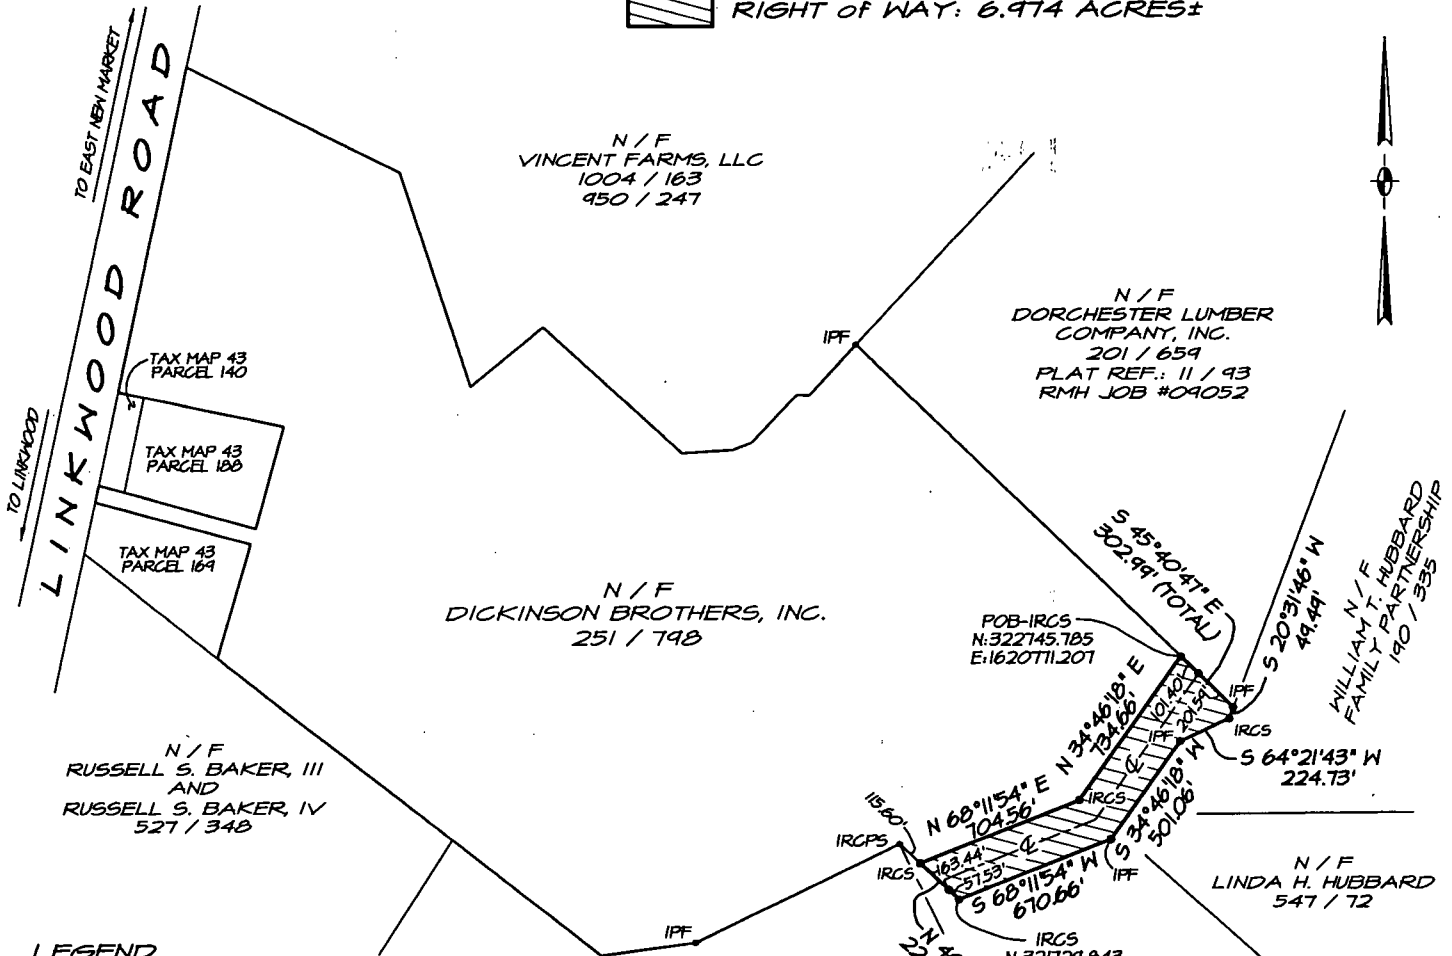 RIGHT of WAY: 6.974 ACRES±
TO EAST NEW MARKET
LINKWOOD ROAD
TO LINKWOOD
N / F
VINCENT FARMS, LLC
1004 / 163
950 / 247
N / F
DORCHESTER LUMBER
COMPANY, INC.
201 / 659
PLAT REF.: 11 / 93
RMH JOB #09052
IPF
TAX MAP 43
PARCEL 140
TAX MAP 43
PARCEL 188
TAX MAP 43
PARCEL 169
N / F
DICKINSON BROTHERS, INC.
251 / 798
S 45°40'47" E
302.99' (TOTAL)
POB-IRCS
N:322745.785
E:1620771.207
S 20°31'46" W
49.49'
N / F
WILLIAM T. HUBBARD
FAMILY PARTNERSHIP
190 / 335
N 34°46'18" E
734.66'
101.40'
201.59'
IPF
IPF
IRCS
S 64°21'43" W
224.73'
℄
IRCS
S 34°46'18" W
501.06'
N / F
RUSSELL S. BAKER, III
AND
RUSSELL S. BAKER, IV
527 / 348
115.60'
N 68°11'54" E
704.56'
IRCPS
IRCS
163.44'
57.53'
℄
S 68°11'54" W
670.66'
IPF
N / F
LINDA H. HUBBARD
547 / 72
IPF
IRCS
LEGEND